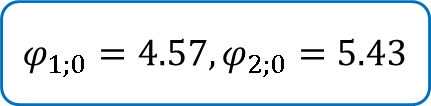 φ₁;₀ = 4.57, φ₂;₀ = 5.43